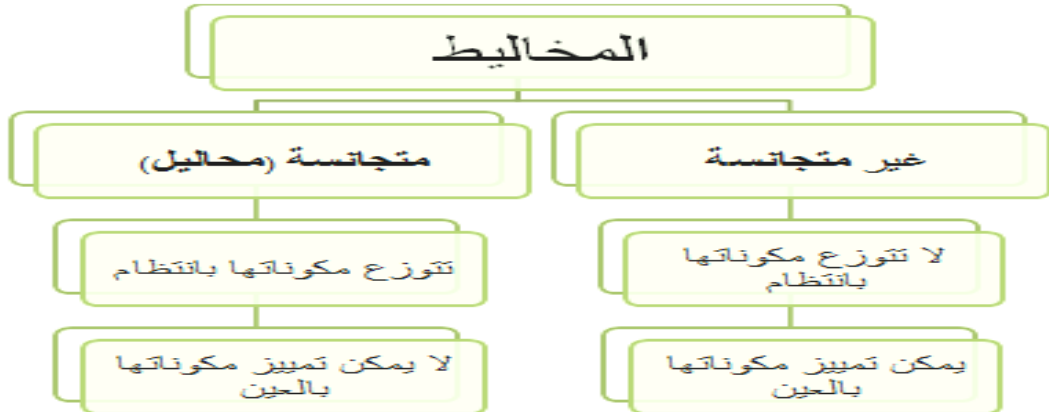 المخاليط
غير متجانسة
متجانسة (محاليل)
لا تتوزع مكوناتها
بانتظام
تتوزع مكوناتها بانتظام
يمكن تمييز مكوناتها
بالعين
لا يمكن تمييز مكوناتها
بالعين